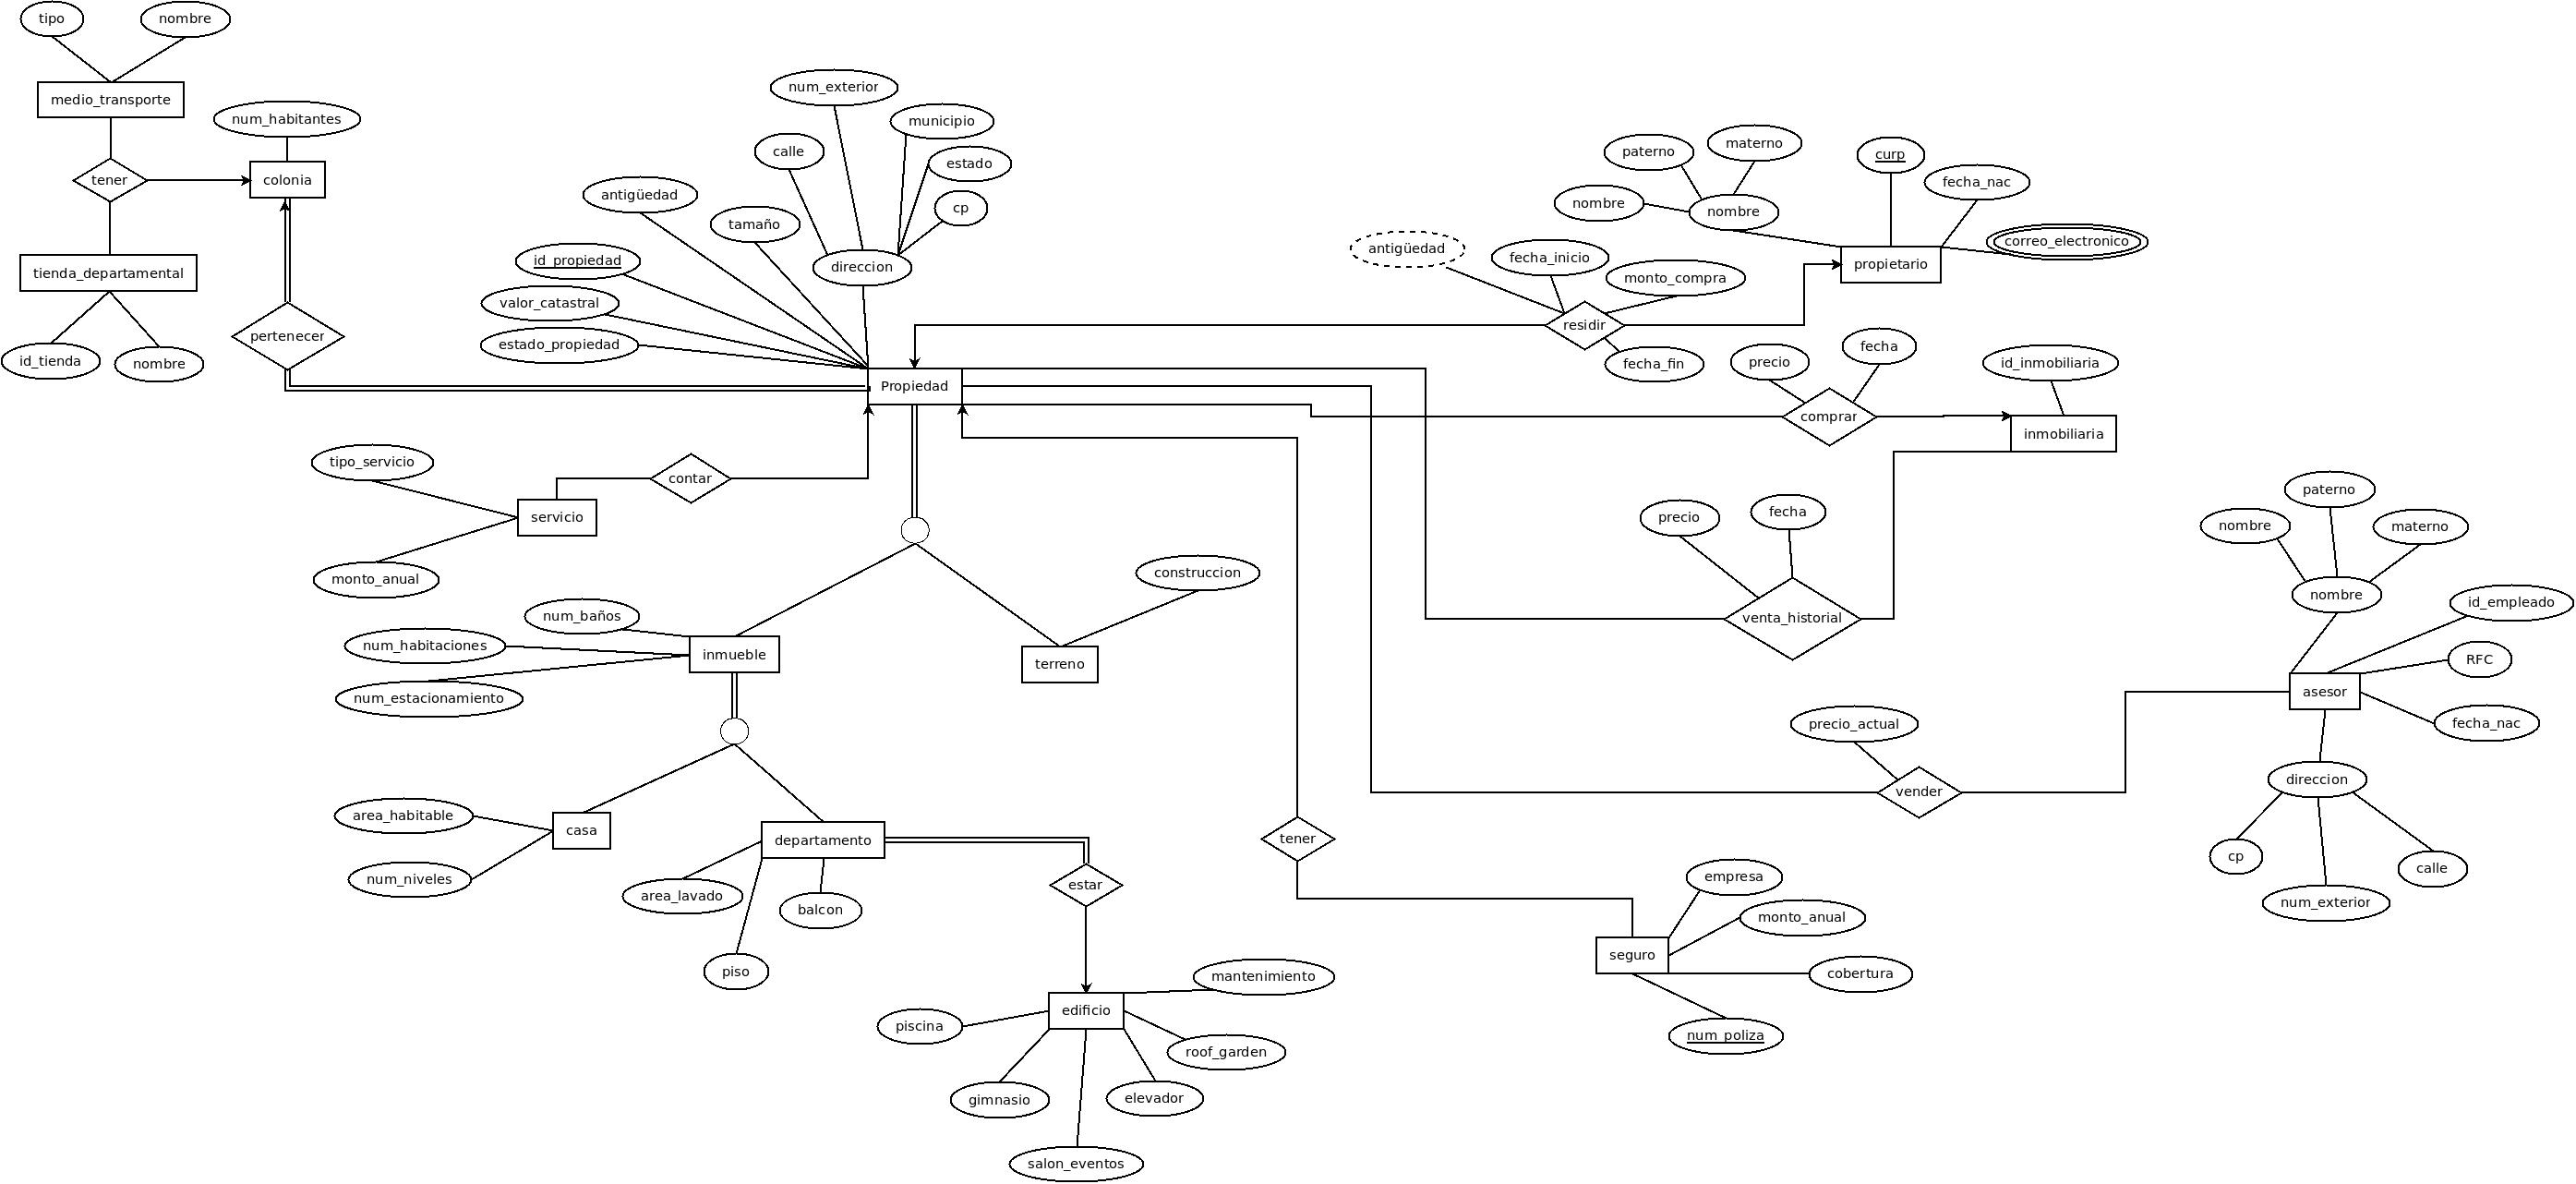 tipo
nombre
medio_transporte
num_habitantes
tener
colonia
tienda_departamental
pertenecer
id_tienda
nombre
num_exterior
municipio
calle
estado
antigüedad
cp
tamaño
id_propiedad
direccion
valor_catastral
estado_propiedad
Propiedad
paterno
materno
curp
fecha_nac
nombre
nombre
correo_electronico
antigüedad
fecha_inicio
propietario
monto_compra
residir
fecha_fin
precio
fecha
id_inmobiliaria
comprar
inmobiliaria
tipo_servicio
contar
servicio
monto_anual
construccion
num_baños
num_habitaciones
inmueble
terreno
num_estacionamiento
precio
fecha
venta_historial
paterno
nombre
materno
nombre
id_empleado
RFC
asesor
fecha_nac
precio_actual
direccion
vender
cp
calle
num_exterior
area_habitable
casa
departamento
tener
num_niveles
area_lavado
balcon
estar
piso
empresa
monto_anual
seguro
cobertura
num_poliza
mantenimiento
edificio
piscina
roof_garden
gimnasio
elevador
salon_eventos